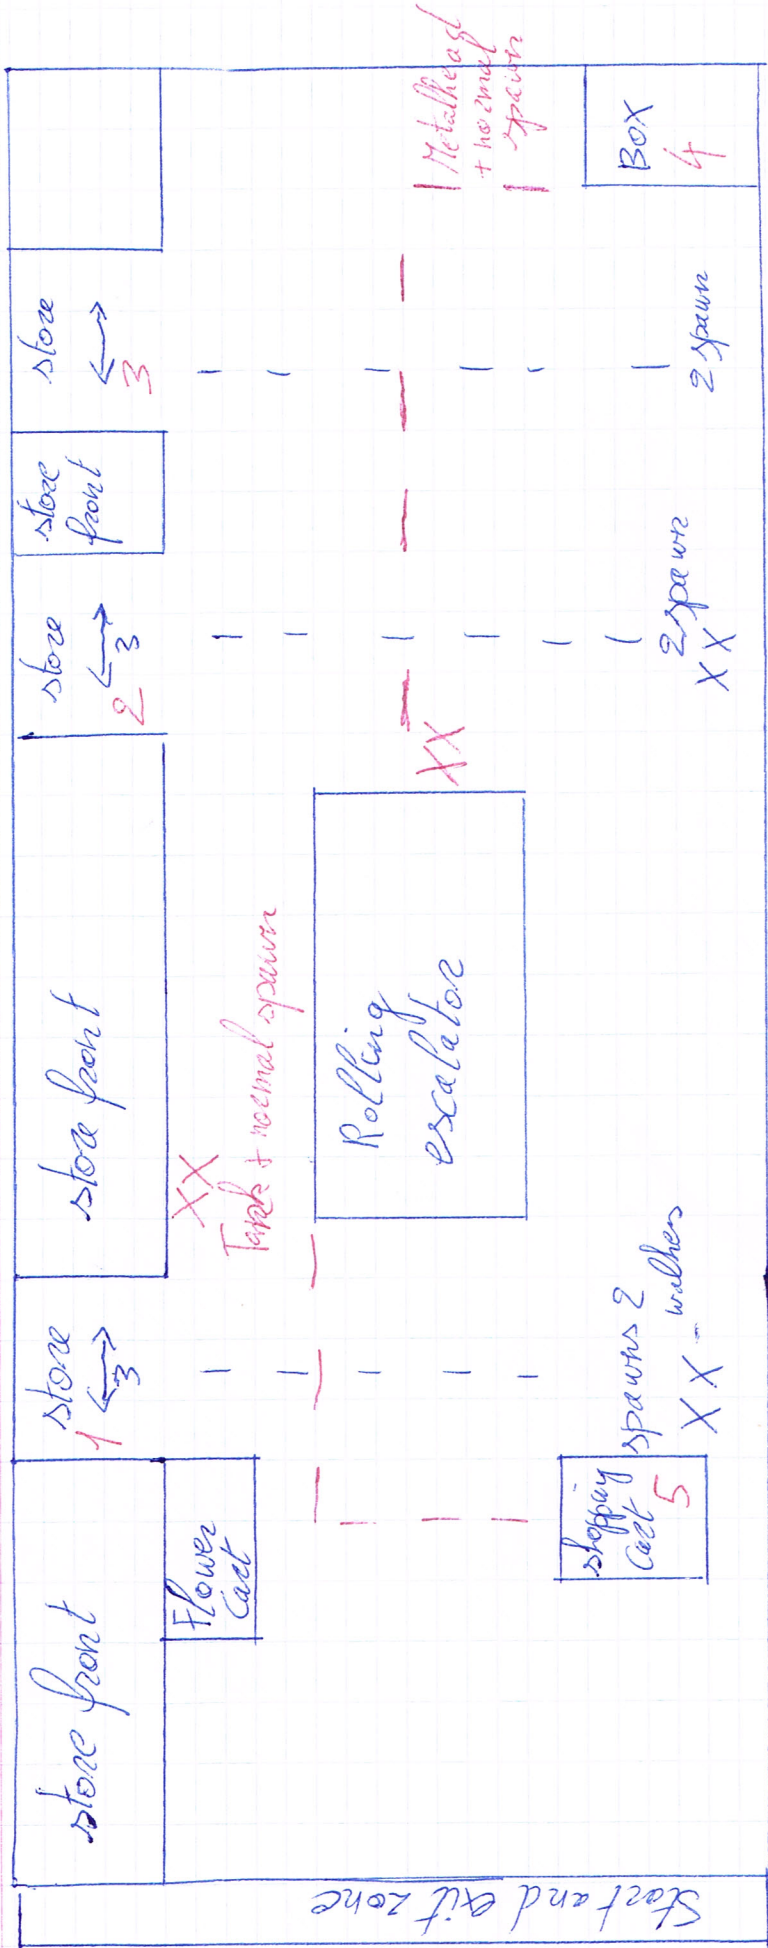 store front
store
1
3
store front
store
2
3
store
front
store
3
Flower
Cart
XX
Tank + normal spawn
Rolling
escalator
XX
Metalhead
+ normal
spawn
shopping
Cart
5
spawns 2
XX - walkers
2 spawn
XX
2 spawn
BOX
4
Start and exit zone